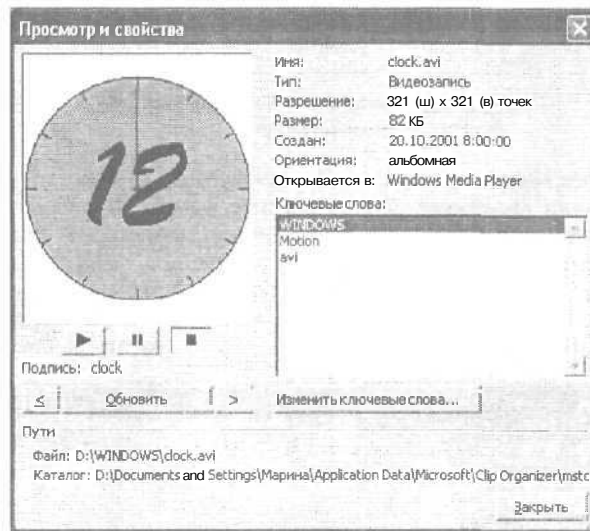 Просмотр и свойства
12
Имя: clock.avi
Тип: Видеозапись
Разрешение: 321 (ш) x 321 (в) точек
Размер: 82 КБ
Создан: 20.10.2001 8:00:00
Ориентация: альбомная
Открывается в: Windows Media Player
Ключевые слова:
WINDOWS
Motion
avi
Подпись: clock
< Обновить >
Изменить ключевые слова...
Пути
Файл: D:\WINDOWS\clock.avi
Каталог: D:\Documents and Settings\Марина\Application Data\Microsoft\Clip Organizer\mstc
Закрыть